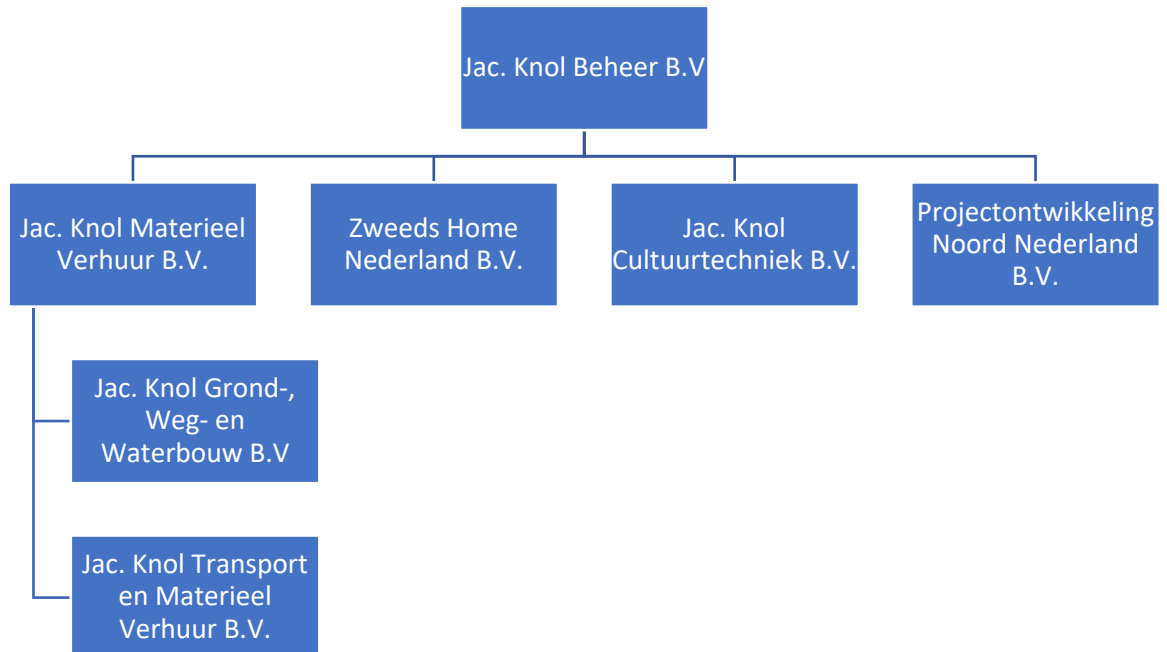 Jac. Knol Beheer B.V
Jac. Knol Materieel
Verhuur B.V.
Zweeds Home
Nederland B.V.
Jac. Knol
Cultuurtechniek B.V.
Projectontwikkeling
Noord Nederland
B.V.
Jac. Knol Grond-,
Weg- en
Waterbouw B.V
Jac. Knol Transport
en Materieel
Verhuur B.V.